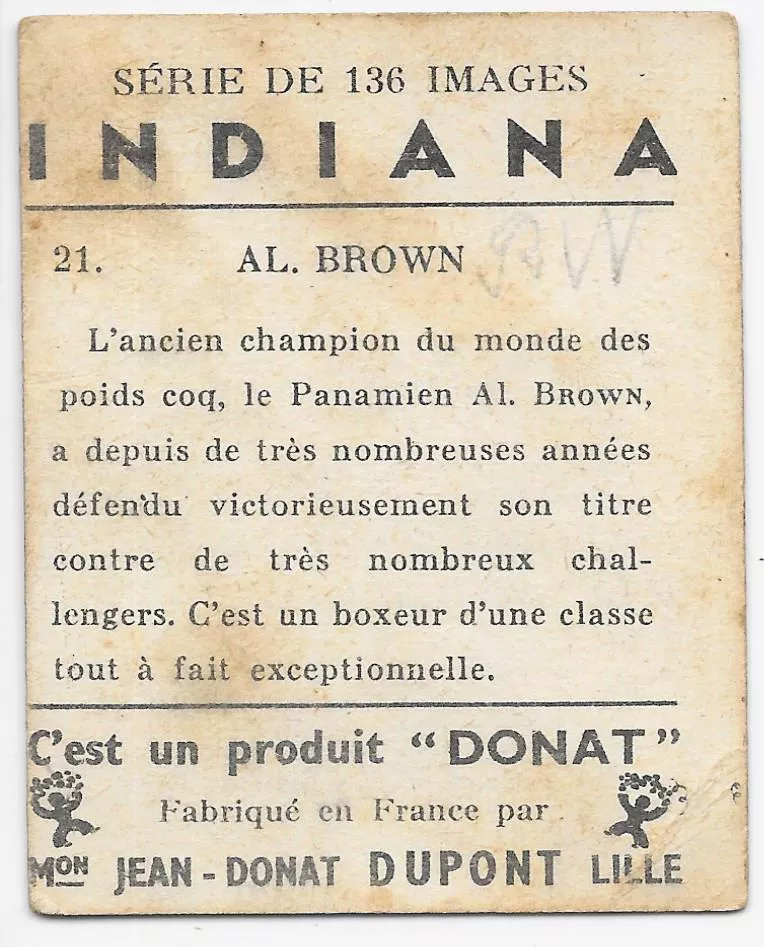 SÉRIE DE 136 IMAGES
INDIANA
21. AL. BROWN
L'ancien champion du monde des
poids coq, le Panamien Al. BROWN,
a depuis de très nombreuses années
défendu victorieusement son titre
contre de très nombreux chal-
lengers. C'est un boxeur d'une classe
tout à fait exceptionnelle.
C'est un produit "DONAT"
Fabriqué en France par
MON JEAN-DONAT DUPONT LILLE